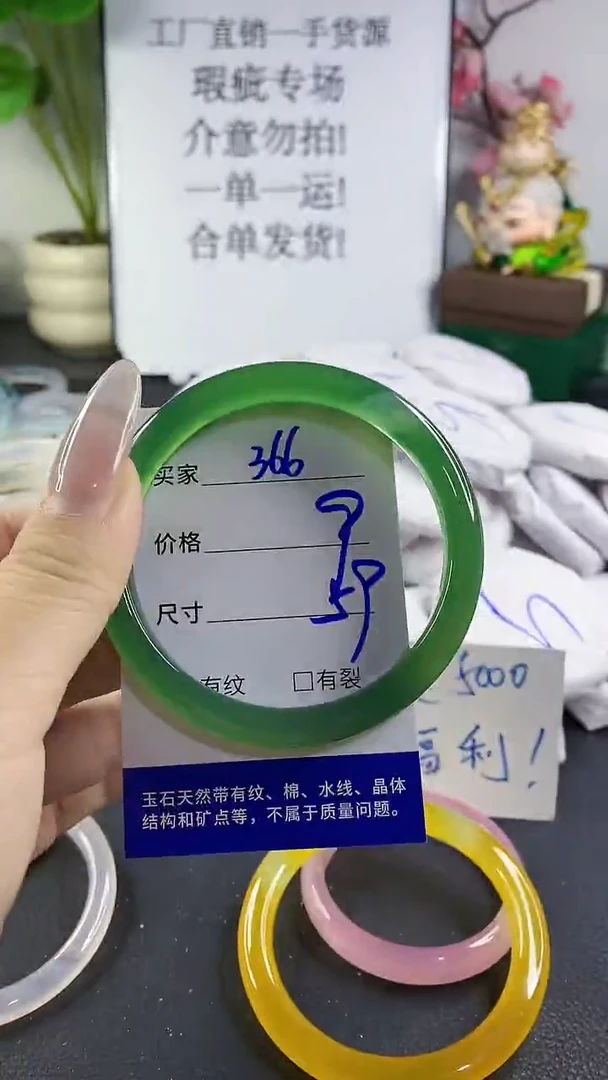 工厂直销一手货源
瑕疵专场
介意勿拍!
一单一运!
合单发货!
买家 366
价格
尺寸 59
有纹 □有裂
5000
福利!
玉石天然带有纹、棉、水线、晶体
结构和矿点等，不属于质量问题。